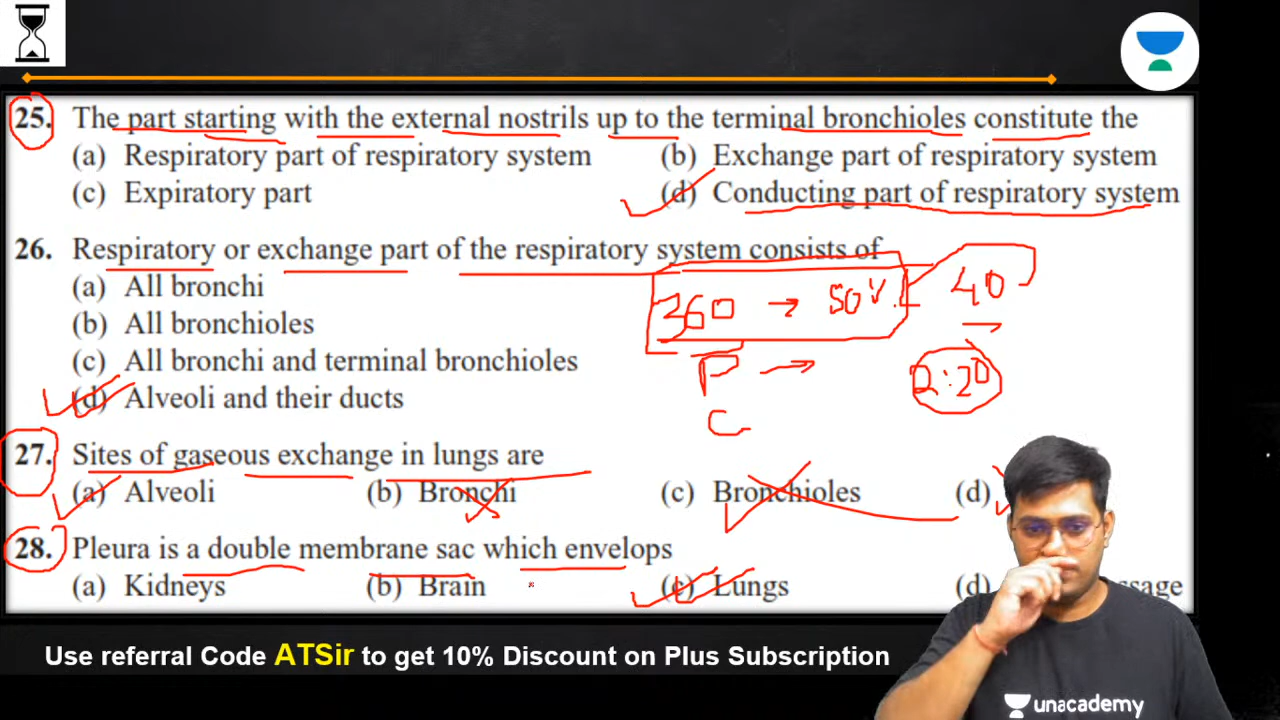 25. The part starting with the external nostrils up to the terminal bronchioles constitute the
(a) Respiratory part of respiratory system (b) Exchange part of respiratory system
(c) Expiratory part (d) Conducting part of respiratory system
26. Respiratory or exchange part of the respiratory system consists of
(a) All bronchi
360 → 50 40
(b) All bronchioles
(c) All bronchi and terminal bronchioles
P →
2:20
(d) Alveoli and their ducts
C
27. Sites of gaseous exchange in lungs are
(a) Alveoli (b) Bronchi (c) Bronchioles (d)
28. Pleura is a double membrane sac which envelops
(a) Kidneys (b) Brain (c) Lungs (d)
Use referral Code ATSir to get 10% Discount on Plus Subscription
unacademy